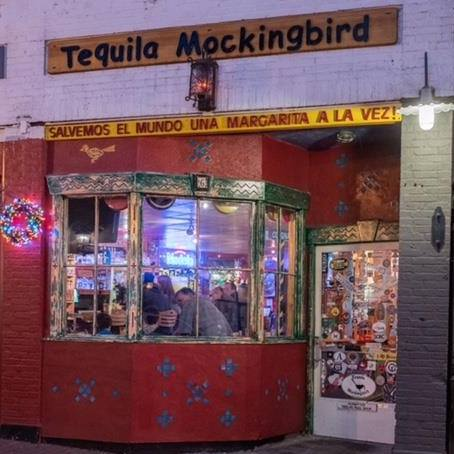 Tequila Mockingbird
SALVEMOS EL MUNDO UNA MARGARITA A LA VEZ!